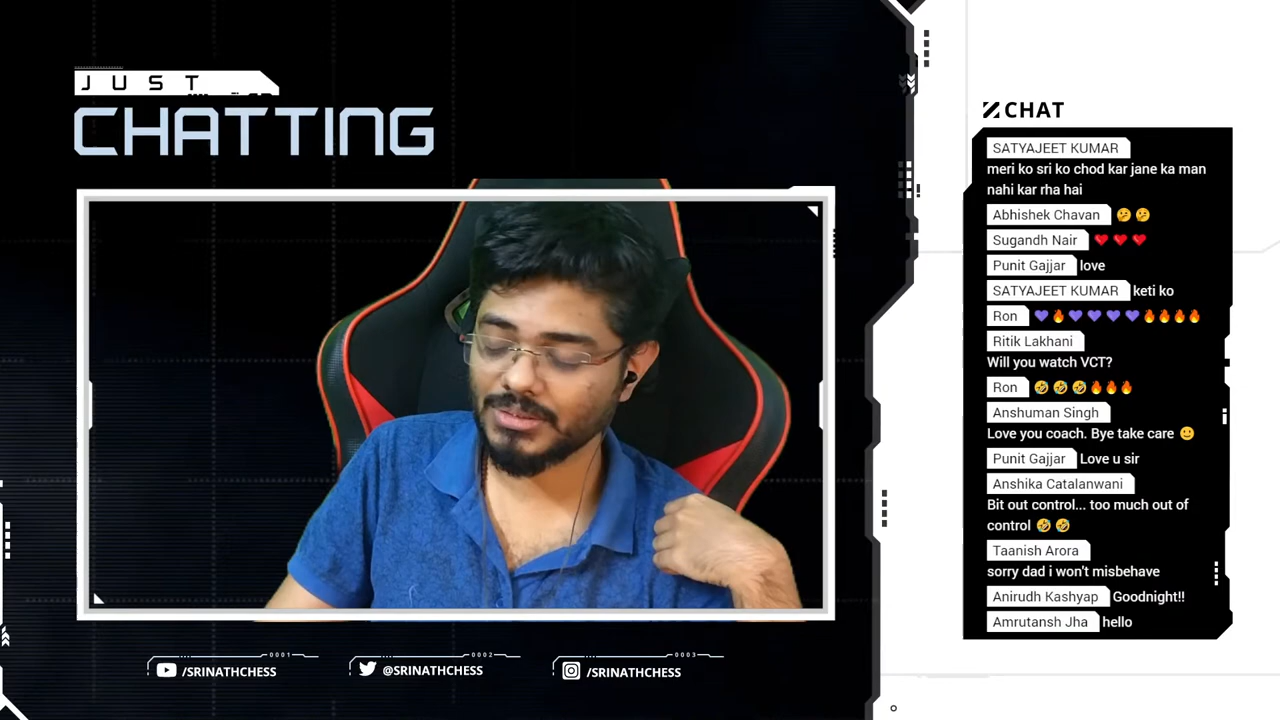 JUST
CHATTING
CHAT
SATYAJEET KUMAR
meri ko sri ko chod kar jane ka man
nahi kar rha hai
Abhishek Chavan
Sugandh Nair
Punit Gajjar love
SATYAJEET KUMAR keti ko
Ron
Ritik Lakhani
Will you watch VCT?
Ron
Anshuman Singh
Love you coach. Bye take care
Punit Gajjar Love u sir
Anshika Catalanwani
Bit out control... too much out of
control
Taanish Arora
sorry dad i won't misbehave
Anirudh Kashyap Goodnight!!
Amrutansh Jha hello
0001 0002 0003
/SRINATHCHESS @SRINATHCHESS /SRINATHCHESS